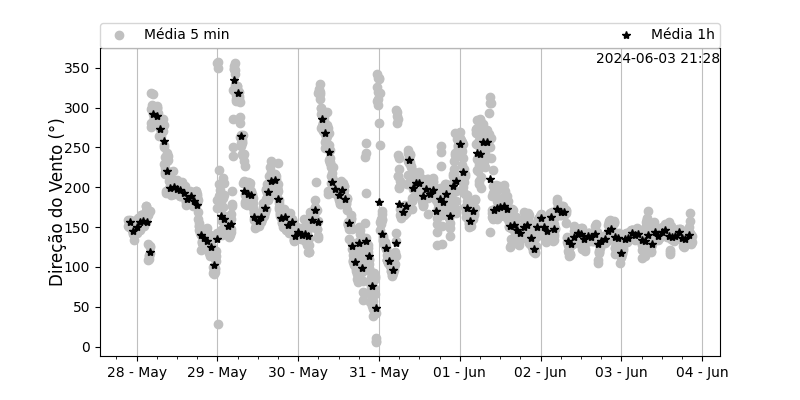 Média 5 min
Média 1h
2024-06-03 21:28
Direção do Vento (°)
350
300
250
200
150
100
50
0
28 - May
29 - May
30 - May
31 - May
01 - Jun
02 - Jun
03 - Jun
04 - Jun